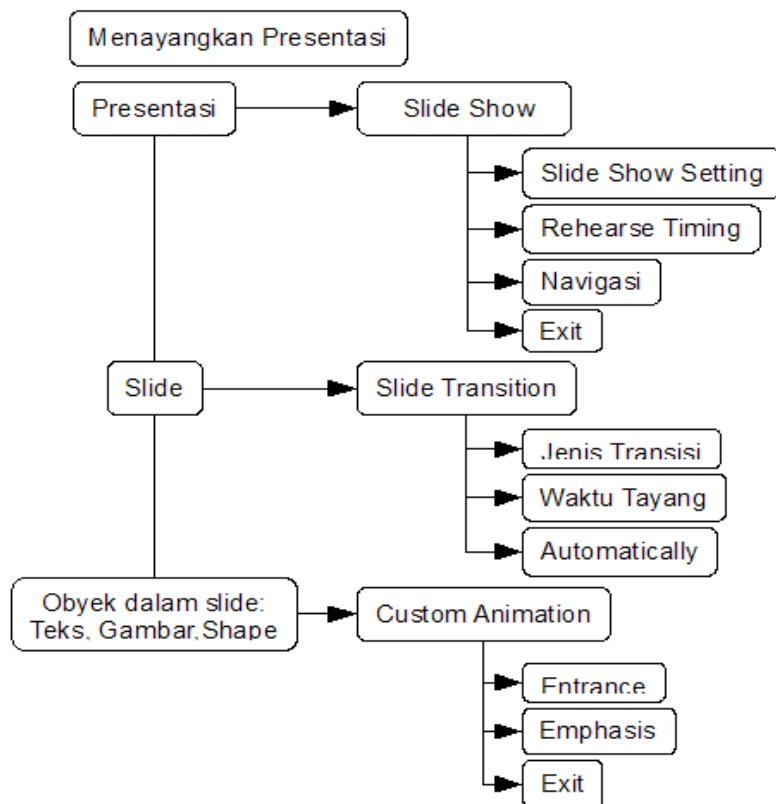 Menayangkan Presentasi
Presentasi
Slide Show
Slide Show Setting
Rehearse Timing
Navigasi
Exit
Slide
Slide Transition
Jenis Transisi
Waktu Tayang
Automatically
Obyek dalam slide:
Teks, Gambar,Shape
Custom Animation
Entrance
Emphasis
Exit